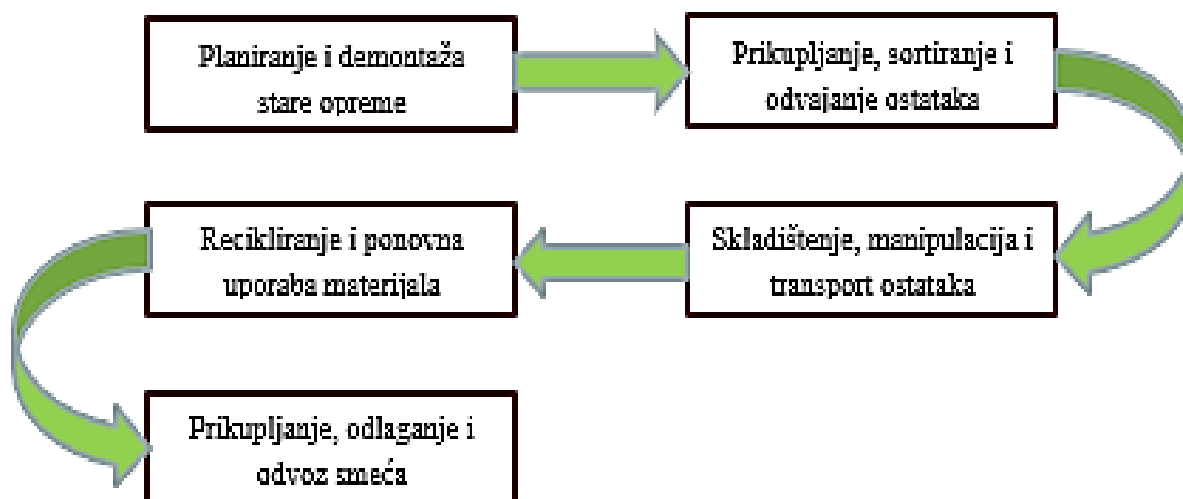 Planiranje i demontaža
stare opreme
Prikupljanje, sortiranje i
odvajanje ostataka
Skladištenje, manipulacija i
transport ostataka
Recikliranje i ponovna
uporaba materijala
Prikupljanje, odlaganje i
odvoz smeća